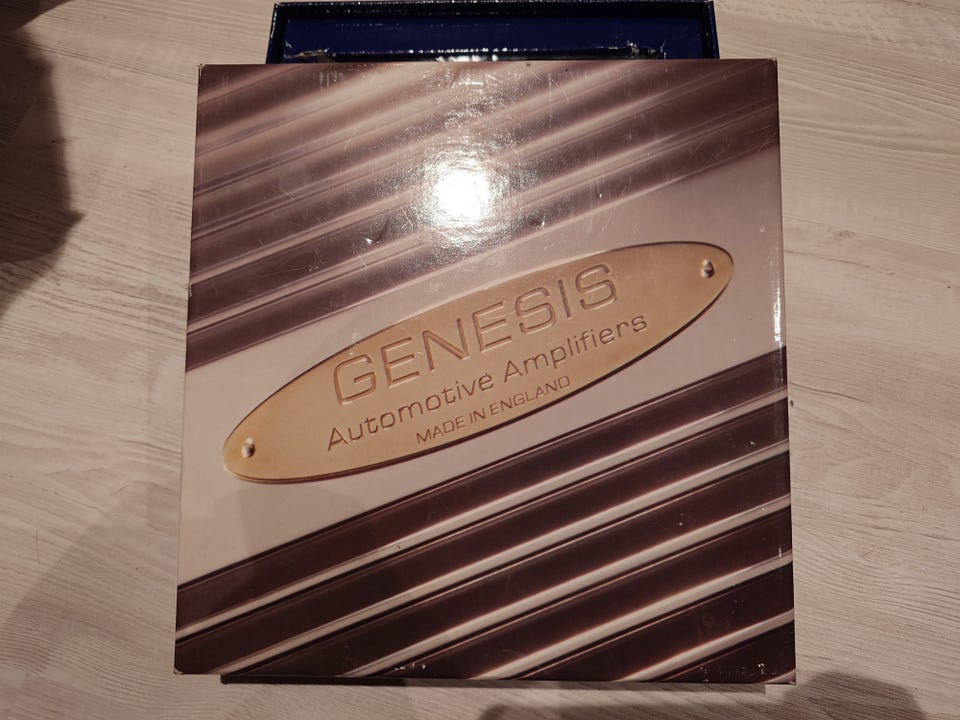 GENESIS
Automotive Amplifiers
MADE IN ENGLAND